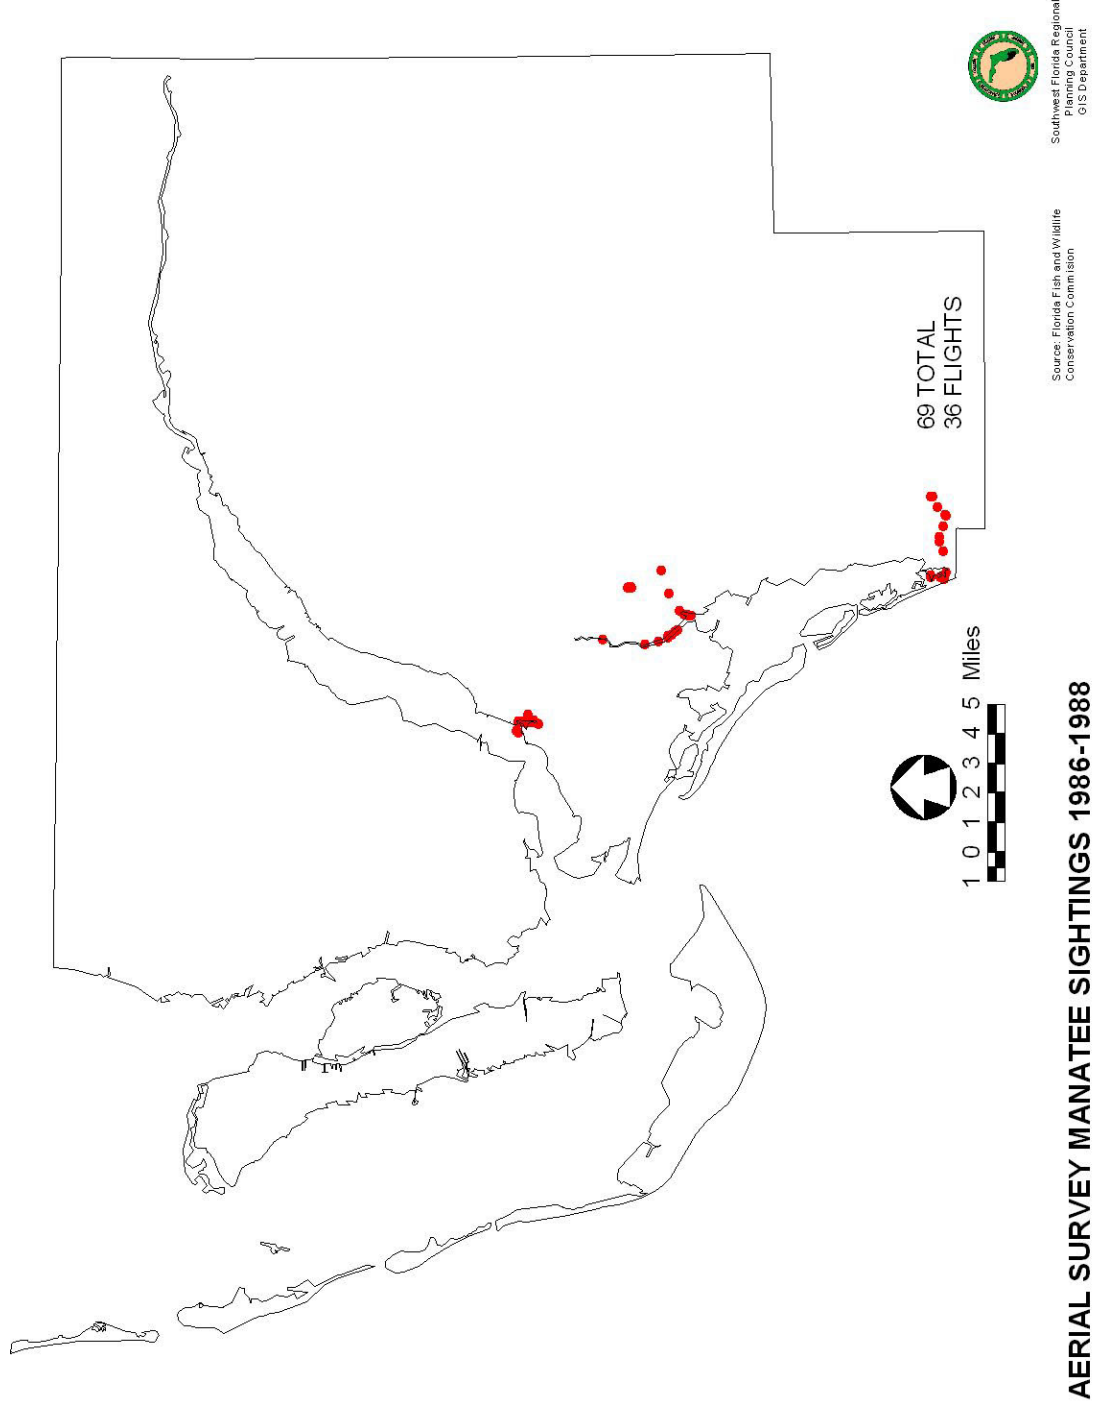 69 TOTAL
36 FLIGHTS
1 0 1 2 3 4 5 Miles
AERIAL SURVEY MANATEE SIGHTINGS 1986-1988
Source: Florida Fish and Wildlife
Conservation Commision
Southwest Florida Regional
Planning Council
GIS Department